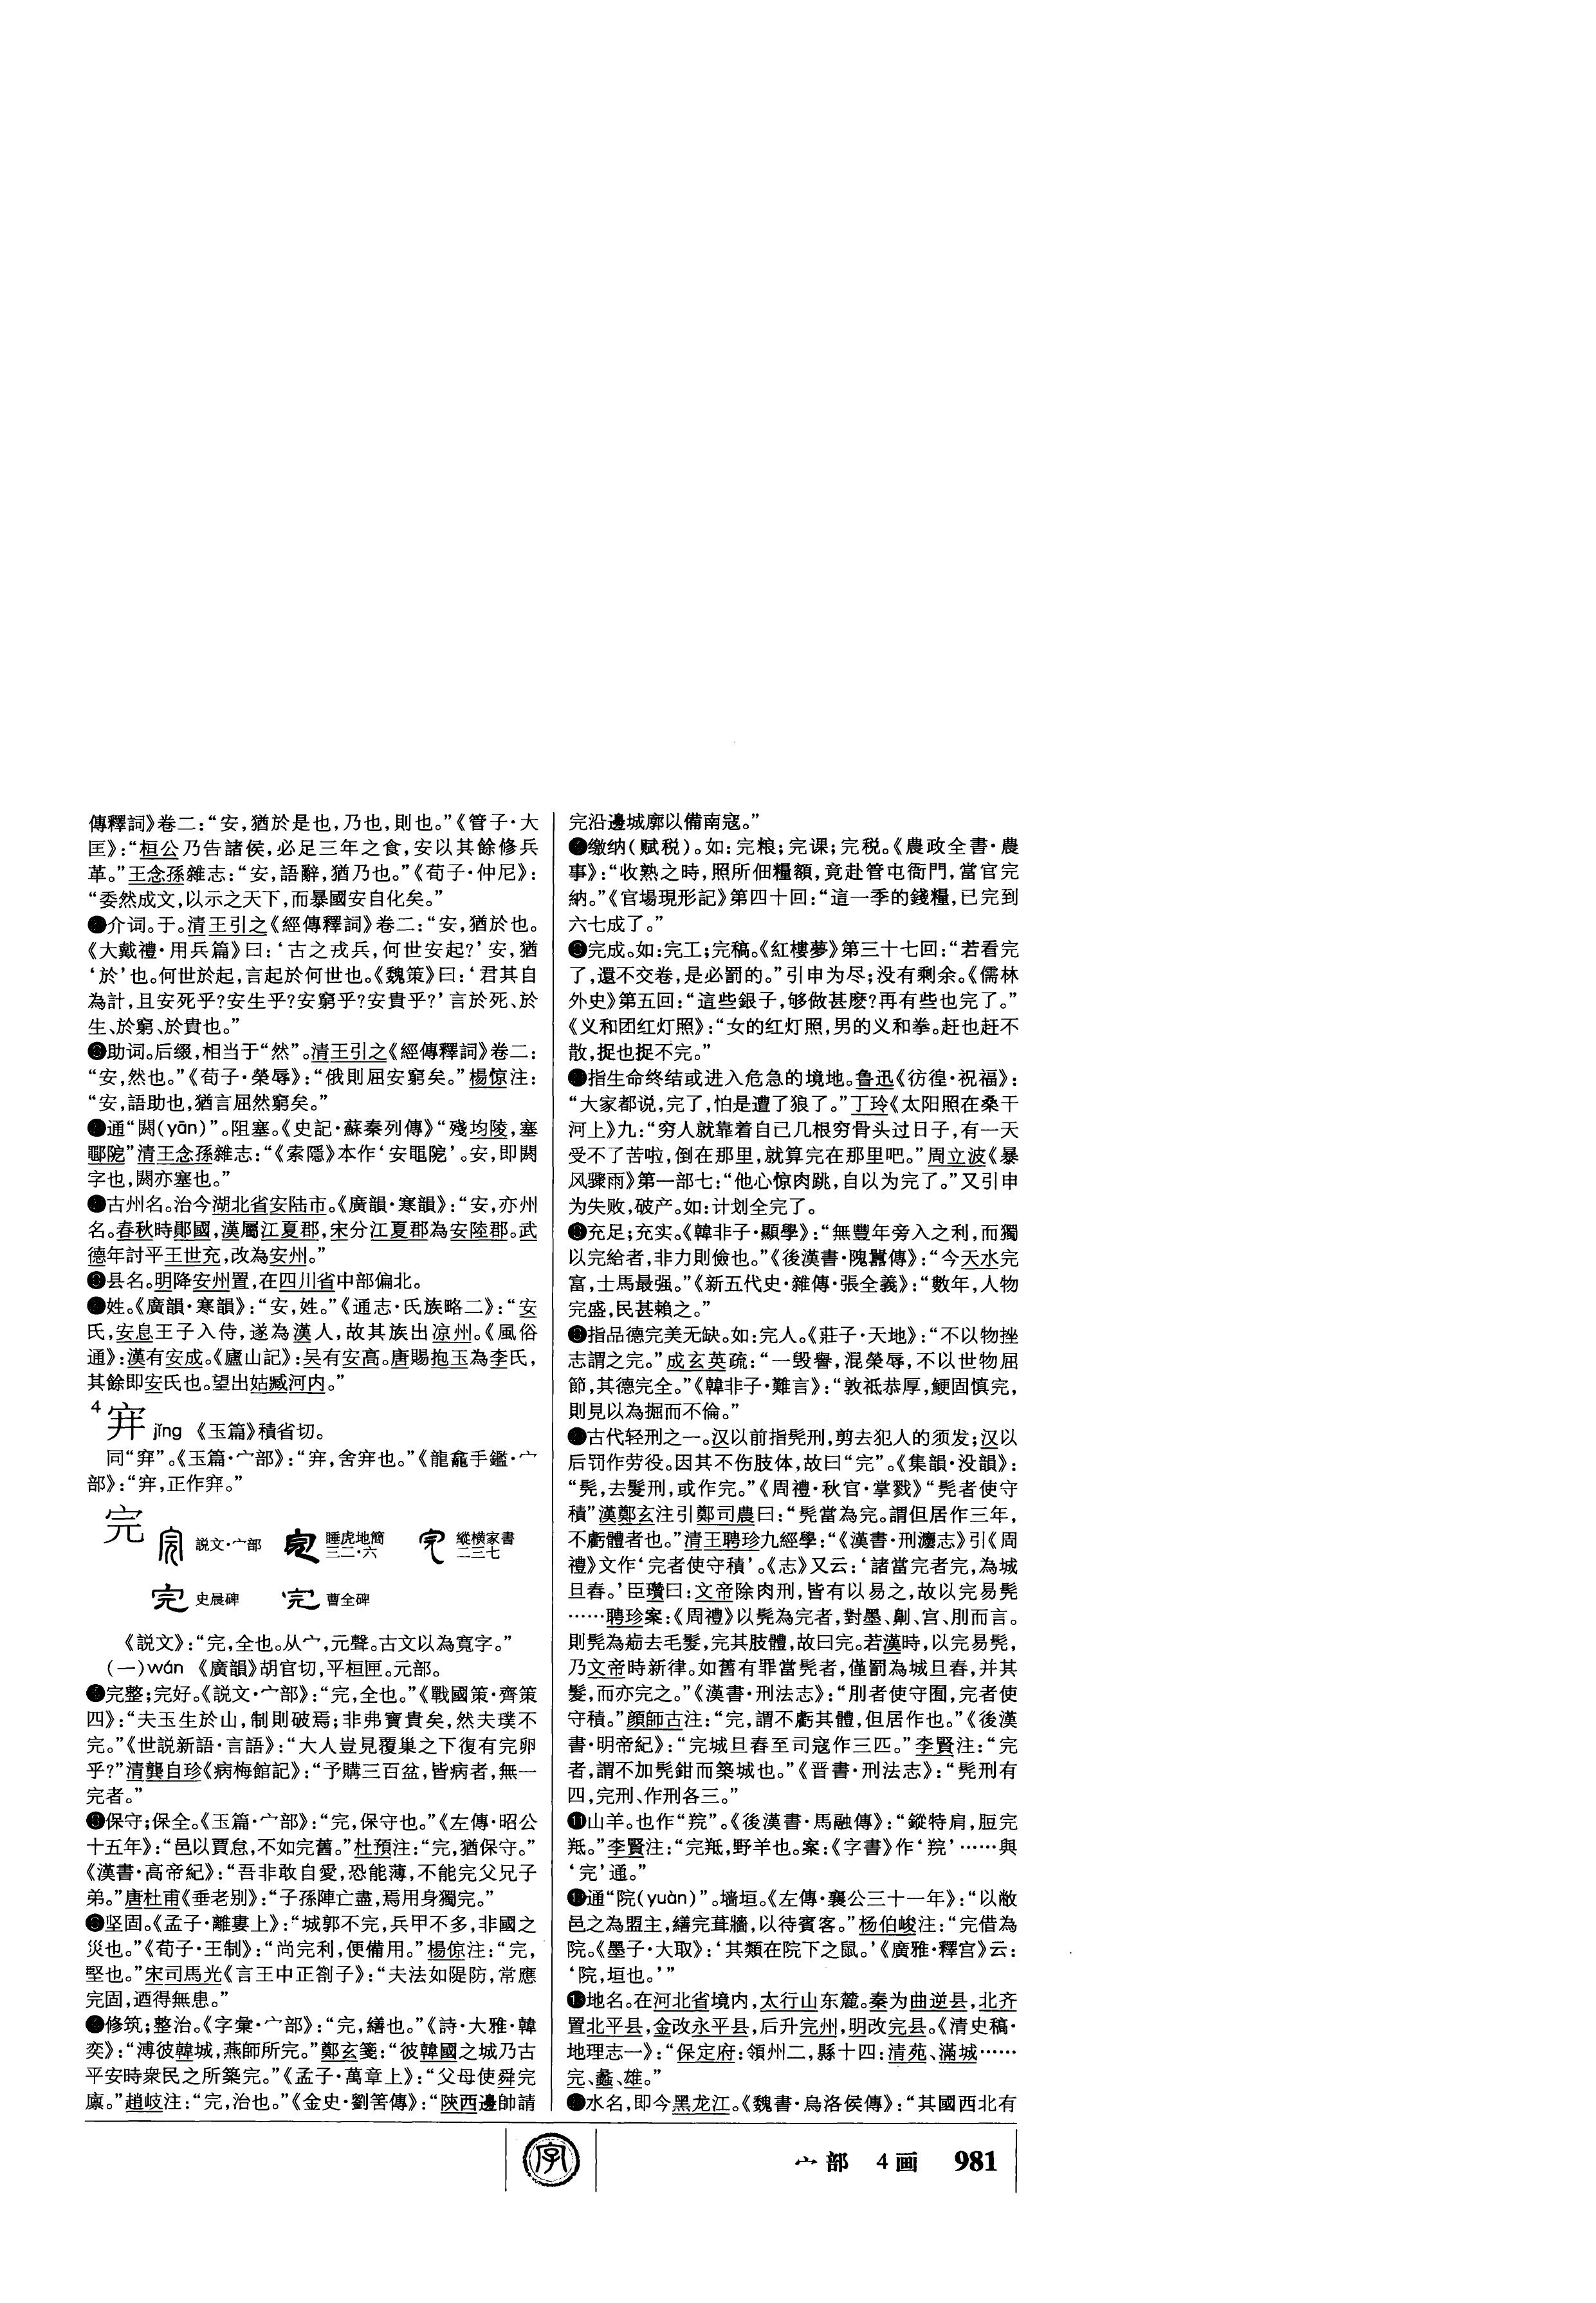 傳釋詞》卷二:“安,猶於是也,乃也,則也。”《管子·大
匡》:“桓公乃告諸侯,必足三年之食,安以其餘修兵
革。”王念孫雜志:“安,語辭,猶乃也。”《荀子·仲尼》:
“委然成文,以示之天下,而暴國安自化矣。”
介词。于。清王引之《經傳釋詞》卷二:“安,猶於也。
《大戴禮·用兵篇》曰:‘古之戎兵,何世安起?’安,猶
‘於’也。何世於起,言起於何世也。《魏策》曰:‘君其自
為計,且安死乎?安生乎?安窮乎?安貴乎?’言於死、於
生、於窮、於貴也。”
助词。后缀,相当于“然”。清王引之《經傳釋詞》卷二:
“安,然也。”《荀子·榮辱》:“俄則屈安窮矣。”楊倞注:
“安,語助也,猶言屈然窮矣。”
通“閼(yān)”。阻塞。《史記·蘇秦列傳》“殘均陵,塞
鄳阸”清王念孫雜志:“《索隱》本作‘安黽阸’。安,即閼
字也,閼亦塞也。”
古州名。治今湖北省安陆市。《廣韻·寒韻》:“安,亦州
名。春秋時鄖國,漢屬江夏郡,宋分江夏郡為安陸郡。武
德年討平王世充,改為安州。”
县名。明降安州置,在四川省中部偏北。
姓。《廣韻·寒韻》:“安,姓。”《通志·氏族略二》:“安
氏,安息王子入侍,遂為漢人,故其族出凉州。《風俗
通》:漢有安成。《廬山記》:吴有安高。唐賜抱玉為李氏,
其餘即安氏也。望出姑臧河内。”
4 宑 jǐng 《玉篇》積省切。
同“穽”。《玉篇·宀部》:“宑,舍宑也。”《龍龕手鑑·宀
部》:“宑,正作穽。”
完 説文·宀部 睡虎地簡三二·六 縱横家書二三七
史晨碑 曹全碑
《説文》:“完,全也。从宀,元聲。古文以為寬字。”
(一)wán 《廣韻》胡官切,平桓匣。元部。
完整;完好。《説文·宀部》:“完,全也。”《戰國策·齊策
四》:“夫玉生於山,制則破焉;非弗寶貴矣,然夫璞不
完。”《世説新語·言語》:“大人豈見覆巢之下復有完卵
乎?”清龔自珍《病梅館記》:“予購三百盆,皆病者,無一
完者。”
保守;保全。《玉篇·宀部》:“完,保守也。”《左傳·昭公
十五年》:“邑以賈怠,不如完舊。”杜預注:“完,猶保守。”
《漢書·高帝紀》:“吾非敢自愛,恐能薄,不能完父兄子
弟。”唐杜甫《垂老别》:“子孫陣亡盡,焉用身獨完。”
坚固。《孟子·離婁上》:“城郭不完,兵甲不多,非國之
災也。”《荀子·王制》:“尚完利,便備用。”楊倞注:“完,
堅也。”宋司馬光《言王中正劄子》:“夫法如隄防,常應
完固,迺得無患。”
修筑;整治。《字彙·宀部》:“完,繕也。”《詩·大雅·韓
奕》:“溥彼韓城,燕師所完。”鄭玄箋:“彼韓國之城乃古
平安時衆民之所築完。”《孟子·萬章上》:“父母使舜完
廪。”趙岐注:“完,治也。”《金史·劉筈傳》:“陝西邊帥請
完沿邊城廓以備南寇。”
缴纳(赋税)。如:完粮;完课;完税。《農政全書·農
事》:“收熟之時,照所佃糧額,竟赴管屯衙門,當官完
納。”《官場現形記》第四十回:“這一季的錢糧,已完到
六七成了。”
完成。如:完工;完稿。《紅樓夢》第三十七回:“若看完
了,還不交卷,是必罰的。”引申为尽;没有剩余。《儒林
外史》第五回:“這些銀子,够做甚麽?再有些也完了。”
《义和团红灯照》:“女的红灯照,男的义和拳。赶也赶不
散,捉也捉不完。”
指生命终结或进入危急的境地。鲁迅《彷徨·祝福》:
“大家都说,完了,怕是遭了狼了。”丁玲《太阳照在桑干
河上》九:“穷人就靠着自己几根穷骨头过日子,有一天
受不了苦啦,倒在那里,就算完在那里吧。”周立波《暴
风骤雨》第一部七:“他心惊肉跳,自以为完了。”又引申
为失败,破产。如:计划全完了。
充足;充实。《韓非子·顯學》:“無豐年旁入之利,而獨
以完給者,非力則儉也。”《後漢書·隗囂傳》:“今天水完
富,士馬最强。”《新五代史·雜傳·張全義》:“數年,人物
完盛,民甚賴之。”
指品德完美无缺。如:完人。《莊子·天地》:“不以物挫
志謂之完。”成玄英疏:“一毁譽,混榮辱,不以世物屈
節,其德完全。”《韓非子·難言》:“敦祗恭厚,鯁固慎完,
則見以為掘而不倫。”
古代轻刑之一。汉以前指髡刑,剪去犯人的须发;汉以
后罚作劳役。因其不伤肢体,故曰“完”。《集韻·没韻》:
“髡,去髮刑,或作完。”《周禮·秋官·掌戮》“髡者使守
積”漢鄭玄注引鄭司農曰:“髡當為完。謂但居作三年,
不虧體者也。”清王聘珍九經學:“《漢書·刑灋志》引《周
禮》文作‘完者使守積’。《志》又云:‘諸當完者完,為城
旦舂。’臣瓚曰:文帝除肉刑,皆有以易之,故以完易髡
……聘珍案:《周禮》以髡為完者,對墨、劓、宫、刖而言。
則髡為葥去毛髮,完其肢體,故曰完。若漢時,以完易髡,
乃文帝時新律。如舊有罪當髡者,僅罰為城旦舂,并其
髮,而亦完之。”《漢書·刑法志》:“刖者使守囿,完者使
守積。”顔師古注:“完,謂不虧其體,但居作也。”《後漢
書·明帝紀》:“完城旦舂至司寇作三匹。”李賢注:“完
者,謂不加髡鉗而築城也。”《晋書·刑法志》:“髡刑有
四,完刑、作刑各三。”
⓫山羊。也作“羦”。《後漢書·馬融傳》:“鏦特肩,脰完
羝。”李賢注:“完羝,野羊也。案:《字書》作‘羦’……與
‘完’通。”
⓬通“院(yuàn)”。墙垣。《左傳·襄公三十一年》:“以敝
邑之為盟主,繕完葺牆,以待賓客。”杨伯峻注:“完借為
院。《墨子·大取》:‘其類在院下之鼠。’《廣雅·釋宫》云:
‘院,垣也。’”
⓭地名。在河北省境内,太行山东麓。秦为曲逆县,北齐
置北平县,金改永平县,后升完州,明改完县。《清史稿·
地理志一》:“保定府:領州二,縣十四:清苑、滿城……
完、蠡、雄。”
水名,即今黑龙江。《魏書·烏洛侯傳》:“其國西北有
字
宀部 4画 981